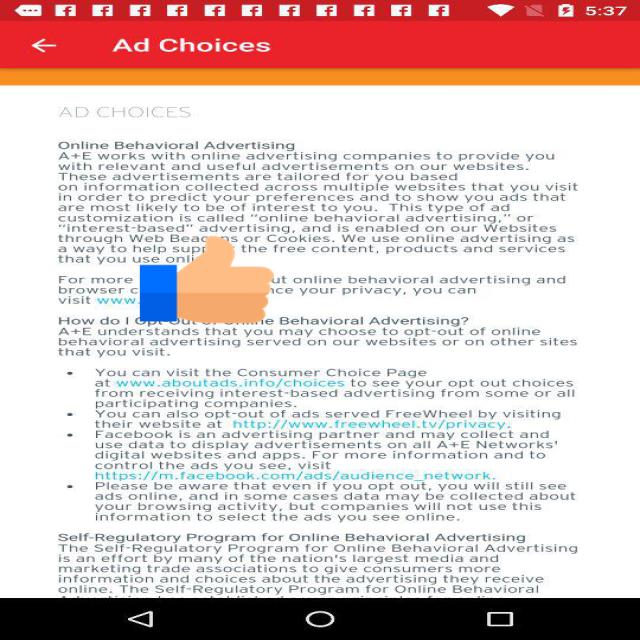 5:37
Ad Choices
AD CHOICES
Online Behavioral Advertising
A+E works with online advertising companies to provide you
with relevant and useful advertisements on our websites.
These advertisements are tailored for you based
on information collected across multiple websites that you visit
in order to predict your preferences and to show you ads that
are most likely to be of interest to you. This type of ad
customization is called “online behavioral advertising,” or
“interest-based” advertising, and is enabled on our Websites
through Web or Cookies. We use online advertising as
a way to help the free content, products and services
that you use
For more online behavioral advertising and
browser your privacy, you can
visit www.
How do I Behavioral Advertising?
A+E understands that you may choose to opt-out of online
behavioral advertising served on our websites or on other sites
that you visit.
• You can visit the Consumer Choice Page
at www.aboutads.info/choices to see your opt out choices
from receiving interest-based advertising from some or all
participating companies.
• You can also opt-out of ads served FreeWheel by visiting
their website at http://www.freewheel.tv/privacy.
• Facebook is an advertising partner and may collect and
use data to display advertisements on all A+E Networks'
digital websites and apps. For more information and to
control the ads you see, visit
https://m.facebook.com/ads/audience_network.
• Please be aware that even if you opt out, you will still see
ads online, and in some cases data may be collected about
your browsing activity, but companies will not use this
information to select the ads you see online.
Self-Regulatory Program for Online Behavioral Advertising
The Self-Regulatory Program for Online Behavioral Advertising
is an effort by many of the nation's largest media and
marketing trade associations to give consumers more
information and choices about the advertising they receive
online. The Self-Regulatory Program for Online Behavioral